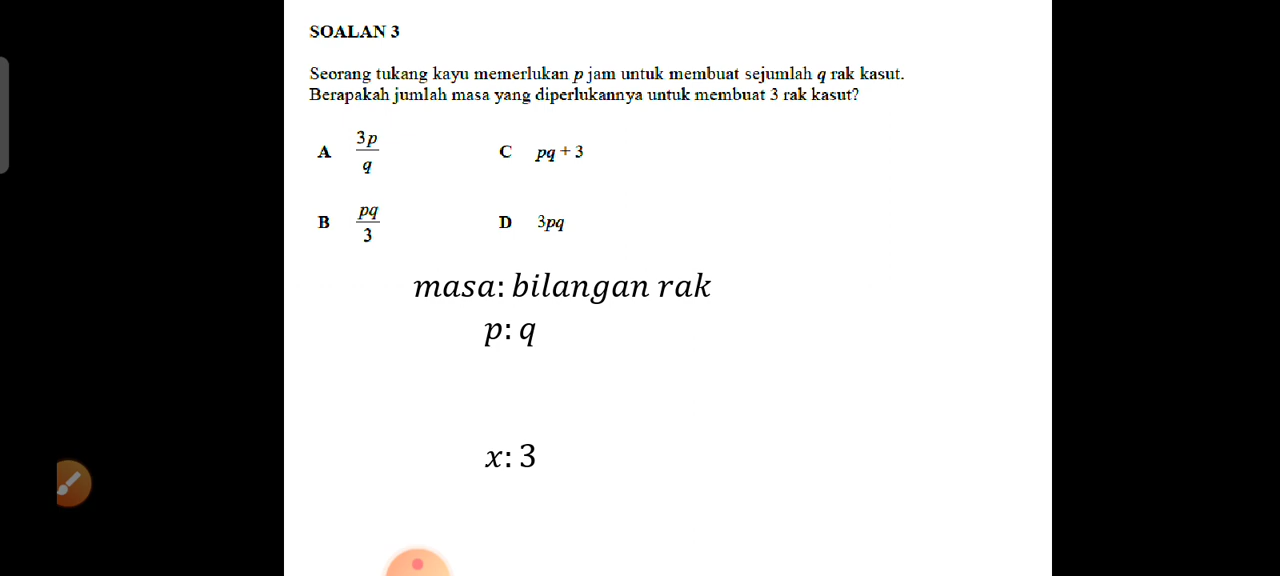 SOALAN 3
Seorang tukang kayu memerlukan p jam untuk membuat sejumlah q rak kasut.
Berapakah jumlah masa yang diperlukannya untuk membuat 3 rak kasut?
A 3p/q C pq + 3
B pq/3 D 3pq
masa: bilangan rak
p: q
x: 3